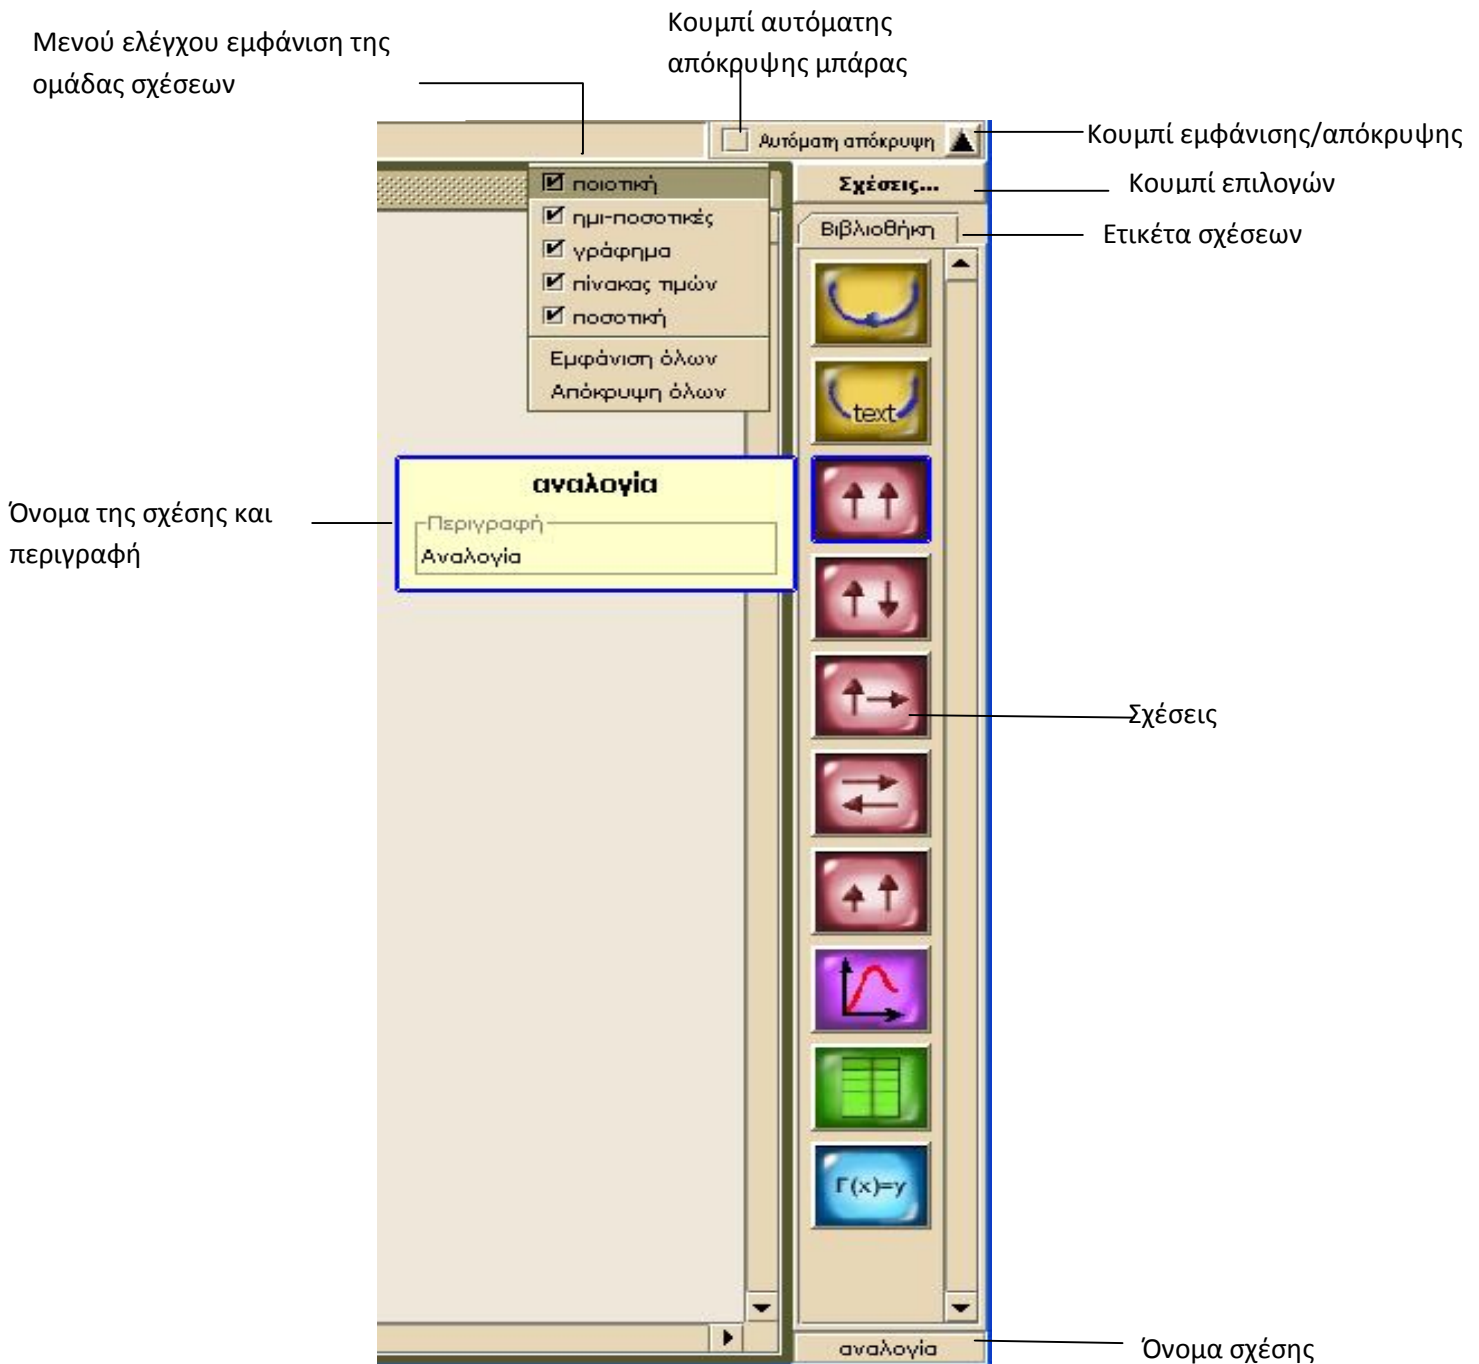 Κουμπί αυτόματης
απόκρυψης μπάρας
Μενού ελέγχου εμφάνιση της
ομάδας σχέσεων
Αυτόματη απόκρυψη
Κουμπί εμφάνισης/απόκρυψης
Σχέσεις...
Κουμπί επιλογών
Βιβλιοθήκη
Ετικέτα σχέσεων
ποιοτική
ημι-ποσοτικές
γράφημα
πίνακας τιμών
ποσοτική
Εμφάνιση όλων
Απόκρυψη όλων
text
αναλογία
Περιγραφή
Αναλογία
Όνομα της σχέσης και
περιγραφή
Σχέσεις
Γ(x)=y
αναλογία
Όνομα σχέσης